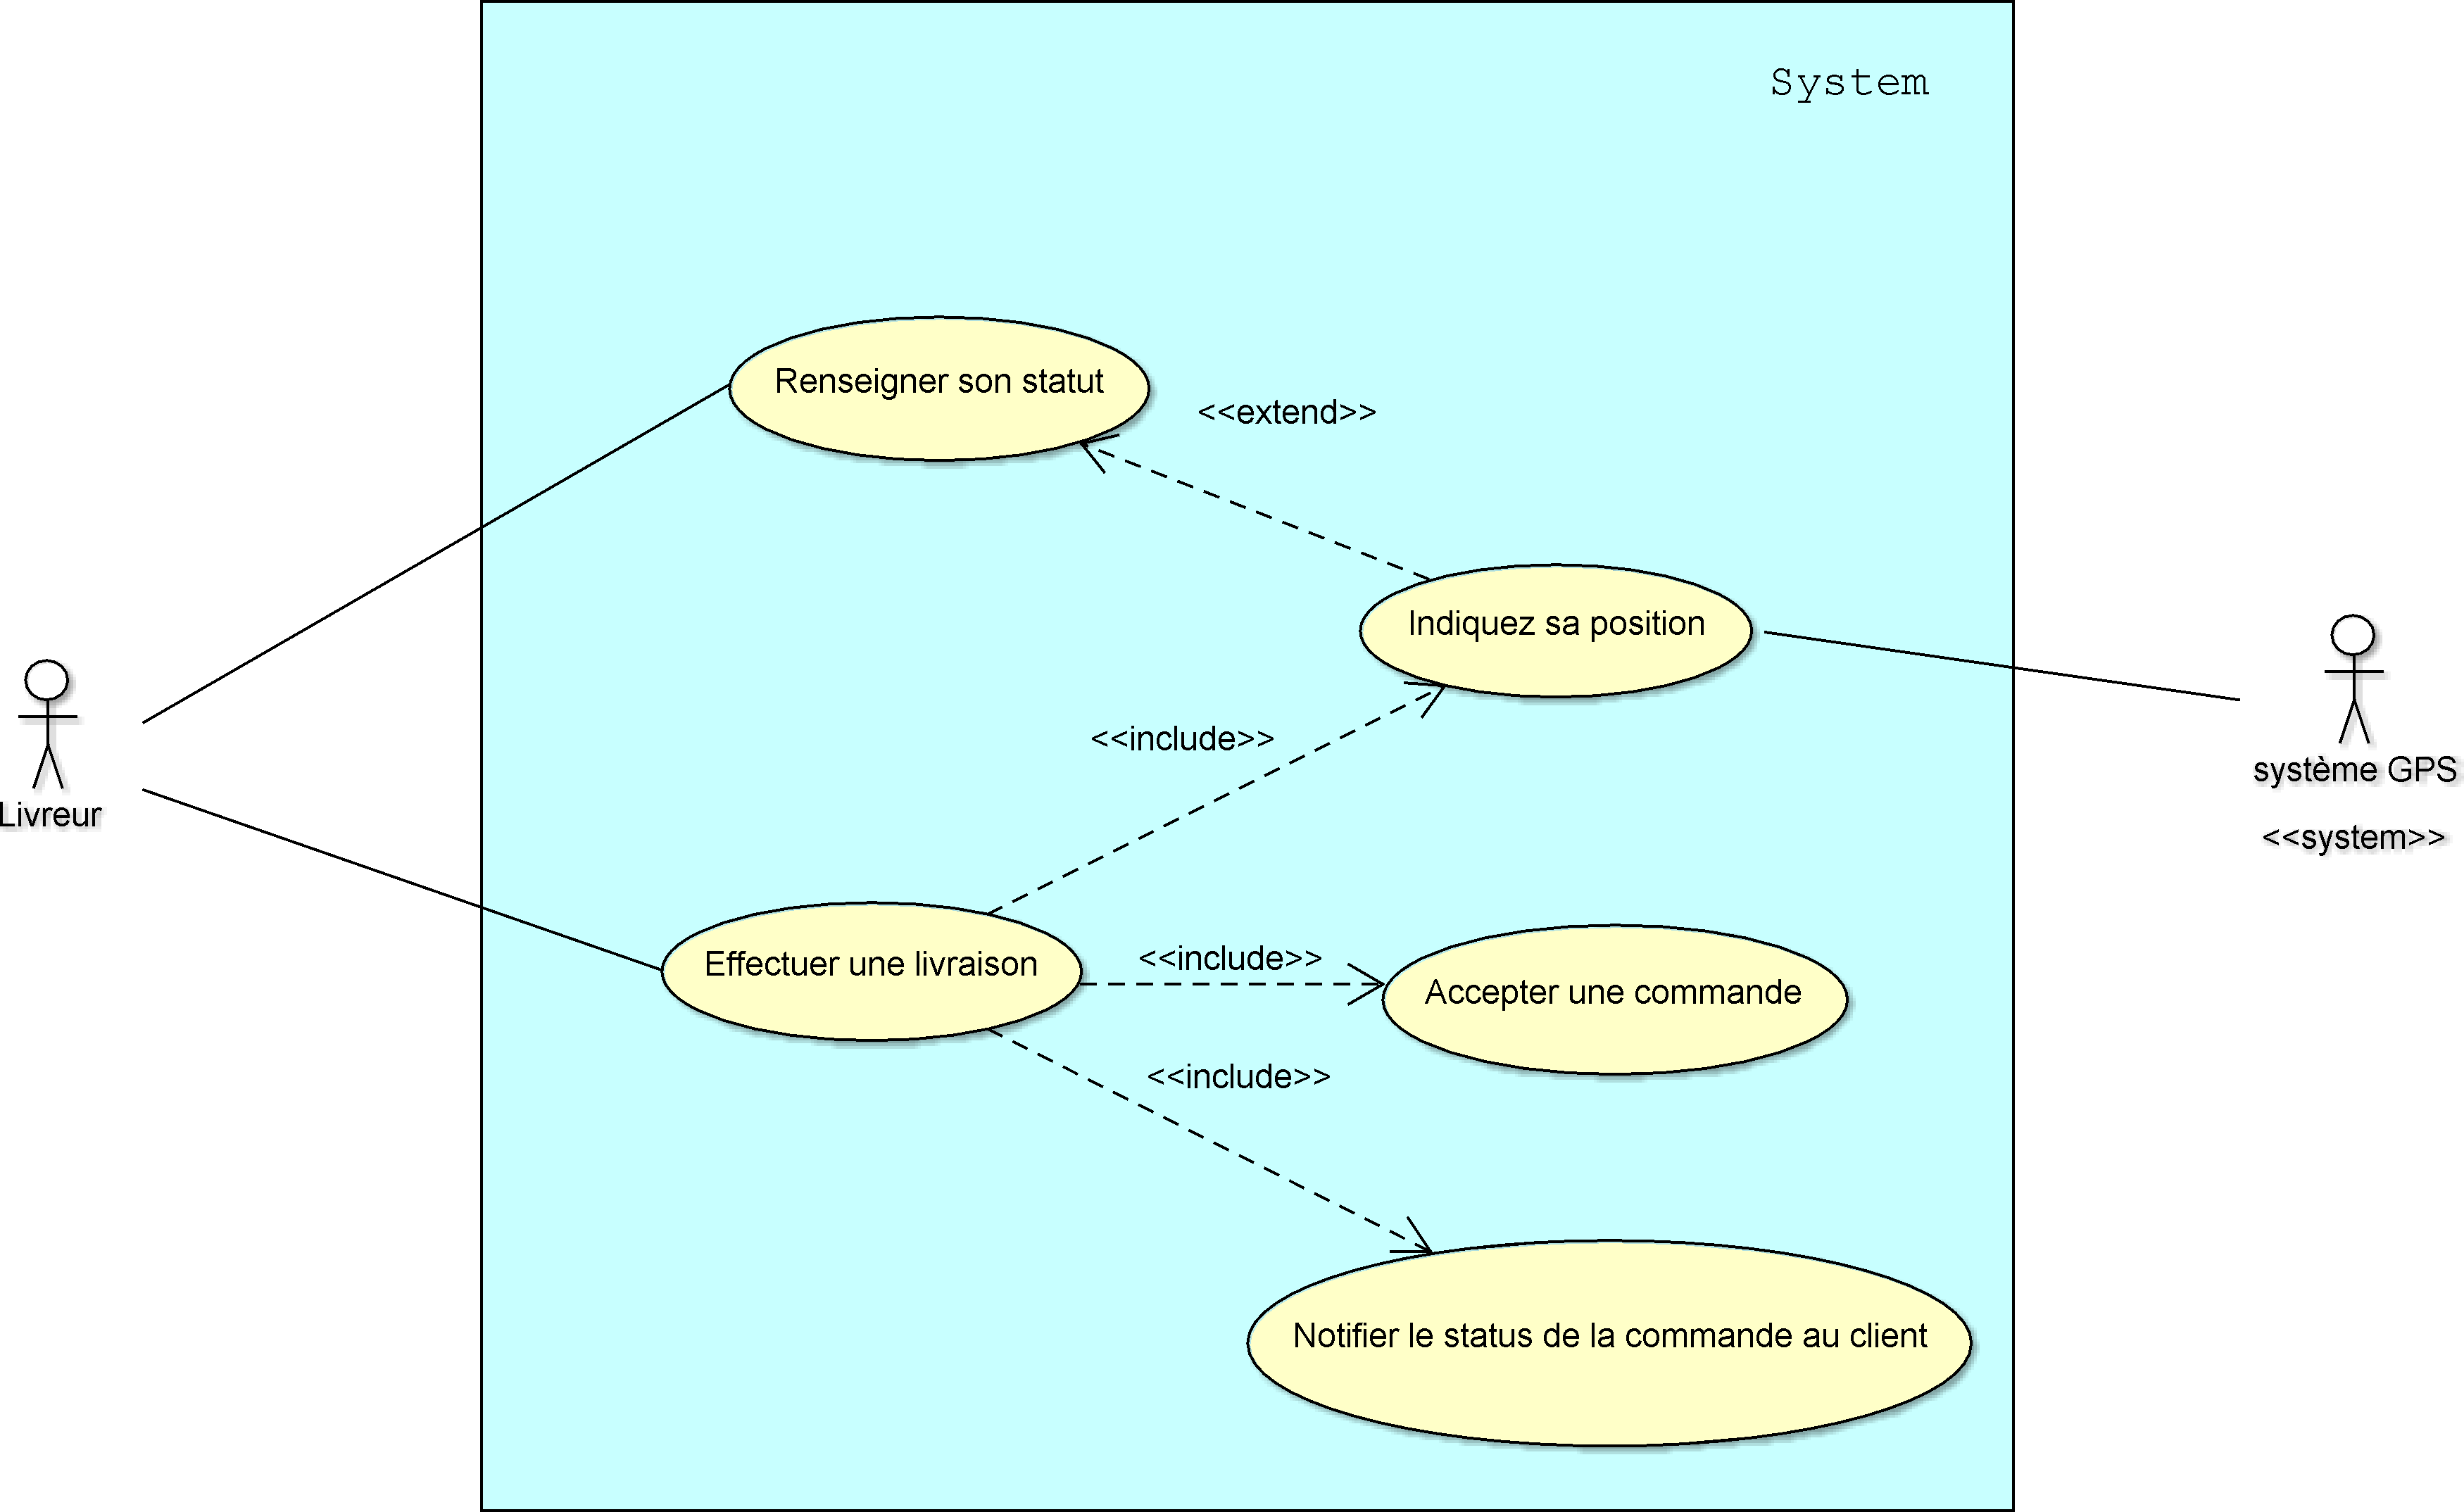 System
Renseigner son statut
<<extend>>
Indiquez sa position
<<include>>
Livreur
système GPS
<<system>>
Effectuer une livraison
<<include>>
Accepter une commande
<<include>>
Notifier le status de la commande au client